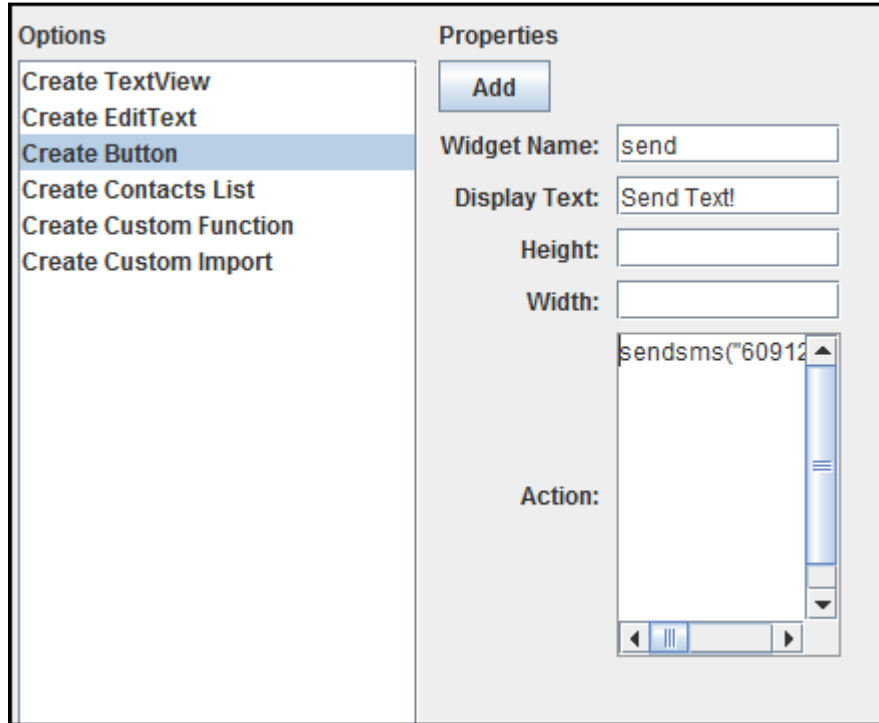 Options
Create TextView
Create EditText
Create Button
Create Contacts List
Create Custom Function
Create Custom Import
Properties
Add
Widget Name: send
Display Text: Send Text!
Height:
Width:
Action: sendsms("60912